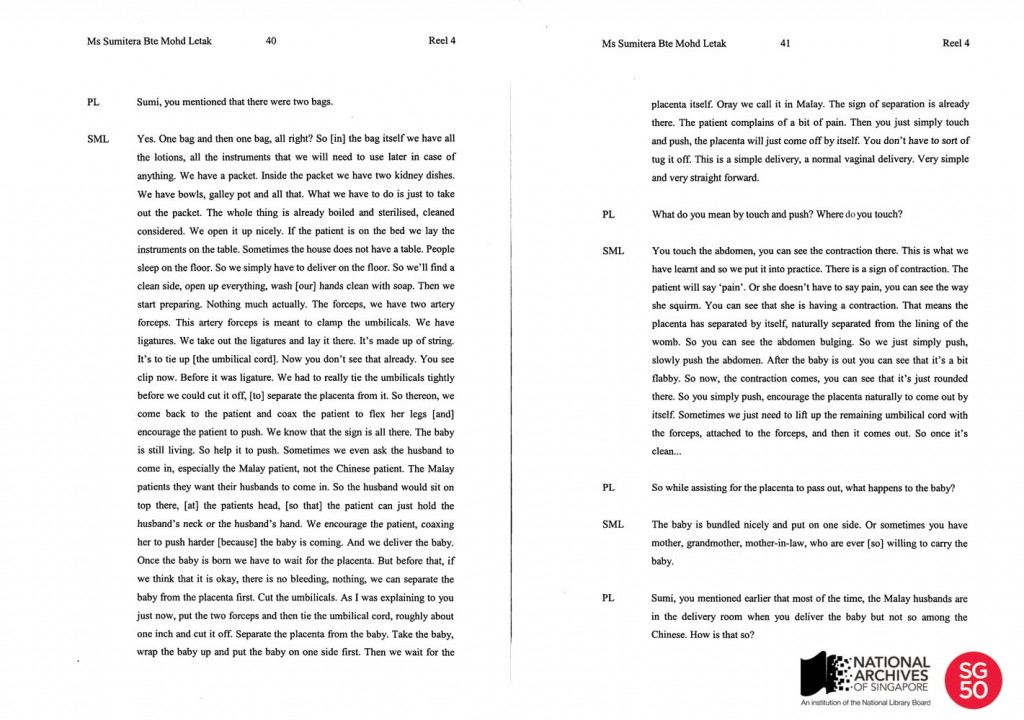 Ms Sumitera Bte Mohd Letak 40 Reel 4
PL Sumi, you mentioned that there were two bags.
SML Yes. One bag and then one bag, all right? So [in] the bag itself we have all
the lotions, all the instruments that we will need to use later in case of
anything. We have a packet. Inside the packet we have two kidney dishes.
We have bowls, galley pot and all that. What we have to do is just to take
out the packet. The whole thing is already boiled and sterilised, cleaned
considered. We open it up nicely. If the patient is on the bed we lay the
instruments on the table. Sometimes the house does not have a table. People
sleep on the floor. So we simply have to deliver on the floor. So we'll find a
clean side, open up everything, wash [our] hands clean with soap. Then we
start preparing. Nothing much actually. The forceps, we have two artery
forceps. This artery forceps is meant to clamp the umbilicals. We have
ligatures. We take out the ligatures and lay it there. It's made up of string.
It's to tie up [the umbilical cord]. Now you don't see that already. You see
clip now. Before it was ligature. We had to really tie the umbilicals tightly
before we could cut it off, [to] separate the placenta from it. So thereon, we
come back to the patient and coax the patient to flex her legs [and]
encourage the patient to push. We know that the sign is all there. The baby
is still living. So help it to push. Sometimes we even ask the husband to
come in, especially the Malay patient, not the Chinese patient. The Malay
patients they want their husbands to come in. So the husband would sit on
top there, [at] the patients head, [so that] the patient can just hold the
husband's neck or the husband's hand. We encourage the patient, coaxing
her to push harder [because] the baby is coming. And we deliver the baby.
Once the baby is born we have to wait for the placenta. But before that, if
we think that it is okay, there is no bleeding, nothing, we can separate the
baby from the placenta first. Cut the umbilicals. As I was explaining to you
just now, put the two forceps and then tie the umbilical cord, roughly about
one inch and cut it off. Separate the placenta from the baby. Take the baby,
wrap the baby up and put the baby on one side first. Then we wait for the
Ms Sumitera Bte Mohd Letak 41 Reel 4
placenta itself. Oray we call it in Malay. The sign of separation is already
there. The patient complains of a bit of pain. Then you just simply touch
and push, the placenta will just come off by itself. You don't have to sort of
tug it off. This is a simple delivery, a normal vaginal delivery. Very simple
and very straight forward.
PL What do you mean by touch and push? Where do you touch?
SML You touch the abdomen, you can see the contraction there. This is what we
have learnt and so we put it into practice. There is a sign of contraction. The
patient will say 'pain'. Or she doesn't have to say pain, you can see the way
she squirm. You can see that she is having a contraction. That means the
placenta has separated by itself, naturally separated from the lining of the
womb. So you can see the abdomen bulging. So we just simply push,
slowly push the abdomen. After the baby is out you can see that it's a bit
flabby. So now, the contraction comes, you can see that it's just rounded
there. So you simply push, encourage the placenta naturally to come out by
itself. Sometimes we just need to lift up the remaining umbilical cord with
the forceps, attached to the forceps, and then it comes out. So once it's
clean...
PL So while assisting for the placenta to pass out, what happens to the baby?
SML The baby is bundled nicely and put on one side. Or sometimes you have
mother, grandmother, mother-in-law, who are ever [so] willing to carry the
baby.
PL Sumi, you mentioned earlier that most of the time, the Malay husbands are
in the delivery room when you deliver the baby but not so among the
Chinese. How is that so?
NATIONAL
ARCHIVES
OF SINGAPORE
An institution of the National Library Board
SG
50